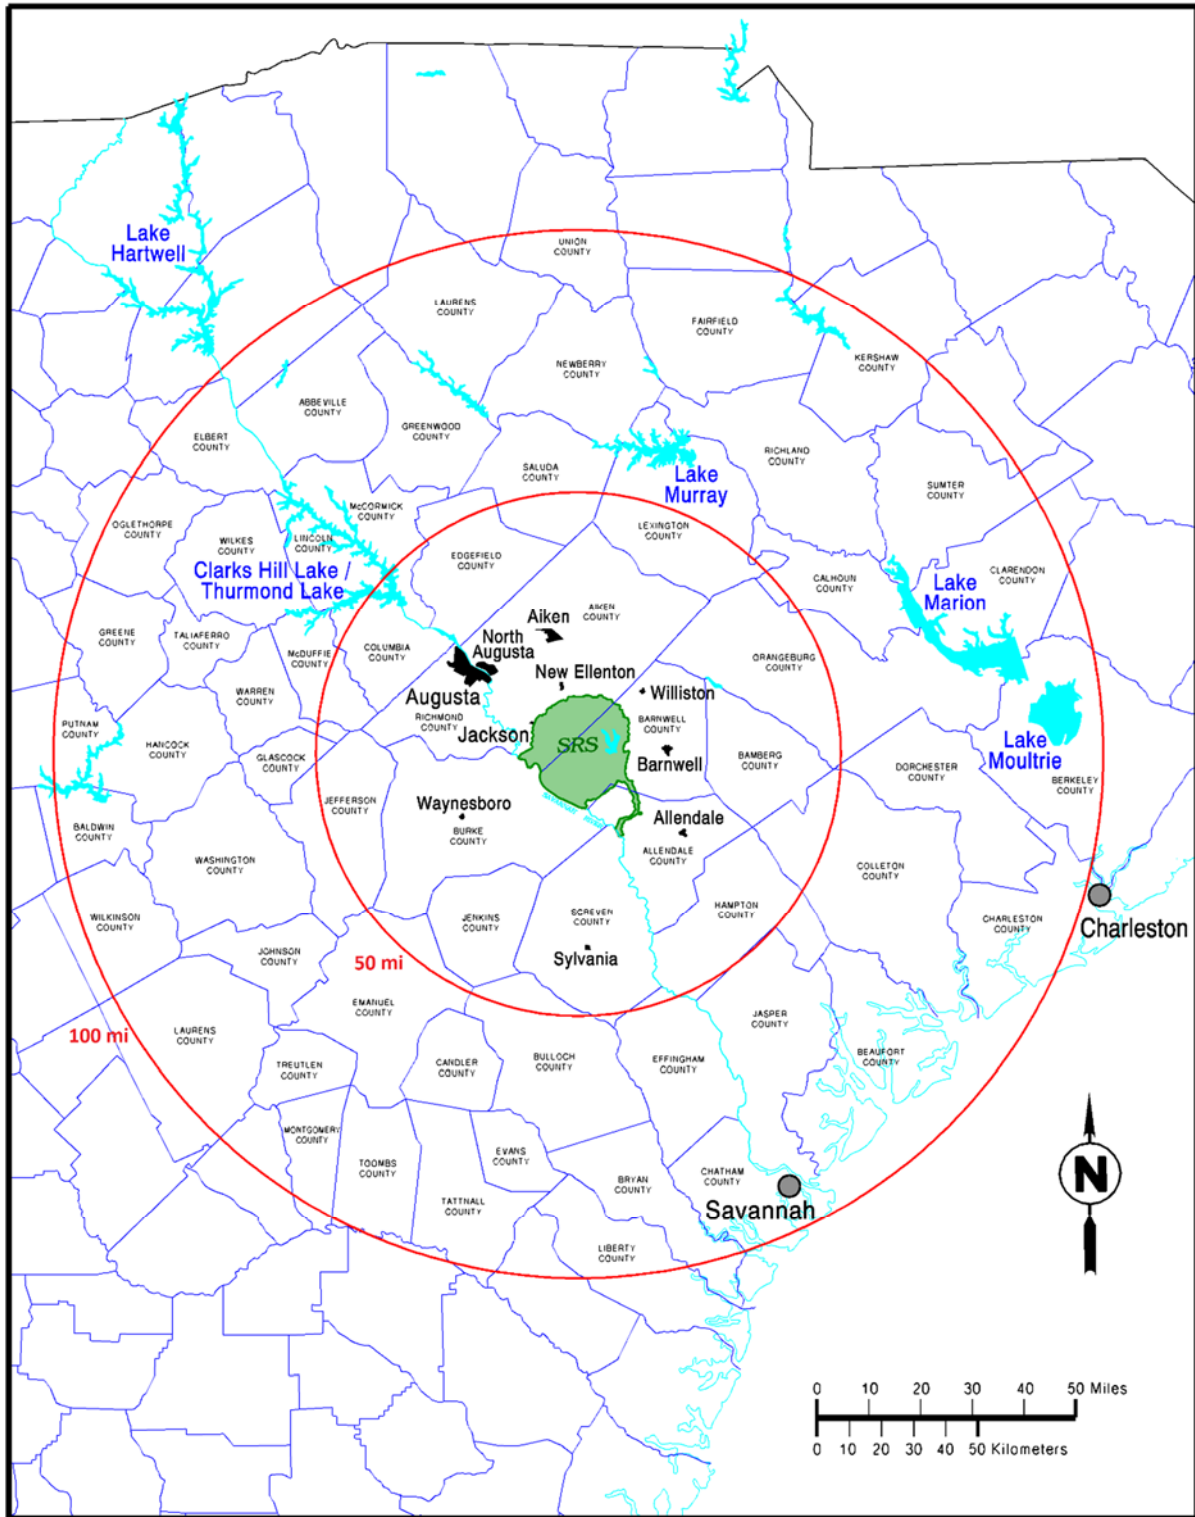 Lake
Hartwell
UNION
COUNTY
LAURENS
COUNTY
FAIRFIELD
COUNTY
NEWBERRY
COUNTY
KERSHAW
COUNTY
ABBEVILLE
COUNTY
GREENWOOD
COUNTY
ELBERT
COUNTY
RICHLAND
COUNTY
SALUDA
COUNTY
Lake
Murray
SUMTER
COUNTY
McCORMICK
COUNTY
OGLETHORPE
COUNTY
WILKES
COUNTY
LINCOLN
COUNTY
LEXINGTON
COUNTY
EDGEFIELD
COUNTY
Clarks Hill Lake /
Thurmond Lake
CALHOUN
COUNTY
Lake
Marion
CLARENDON
COUNTY
AIKEN
COUNTY
Aiken
GREENE
COUNTY
TALIAFERRO
COUNTY
McDUFFIE
COUNTY
COLUMBIA
COUNTY
North
Augusta
ORANGEBURG
COUNTY
New Ellenton
Williston
WARREN
COUNTY
Augusta
RICHMOND
COUNTY
Jackson
BARNWELL
COUNTY
PUTNAM
COUNTY
HANCOCK
COUNTY
GLASCOCK
COUNTY
SRS
Barnwell
BAMBERG
COUNTY
DORCHESTER
COUNTY
Lake
Moultrie
BERKELEY
COUNTY
JEFFERSON
COUNTY
Waynesboro
BURKE
COUNTY
SAVANNAH RIVER
Allendale
ALLENDALE
COUNTY
BALDWIN
COUNTY
WASHINGTON
COUNTY
COLLETON
COUNTY
WILKINSON
COUNTY
JENKINS
COUNTY
SCREVEN
COUNTY
HAMPTON
COUNTY
CHARLESTON
COUNTY
Charleston
JOHNSON
COUNTY
50 mi
Sylvania
EMANUEL
COUNTY
JASPER
COUNTY
100 mi
LAURENS
COUNTY
TREUTLEN
COUNTY
CANDLER
COUNTY
BULLOCH
COUNTY
EFFINGHAM
COUNTY
BEAUFORT
COUNTY
MONTGOMERY
COUNTY
TOOMBS
COUNTY
EVANS
COUNTY
TATTNALL
COUNTY
BRYAN
COUNTY
CHATHAM
COUNTY
Savannah
LIBERTY
COUNTY
N
0 10 20 30 40 50 Miles
0 10 20 30 40 50 Kilometers